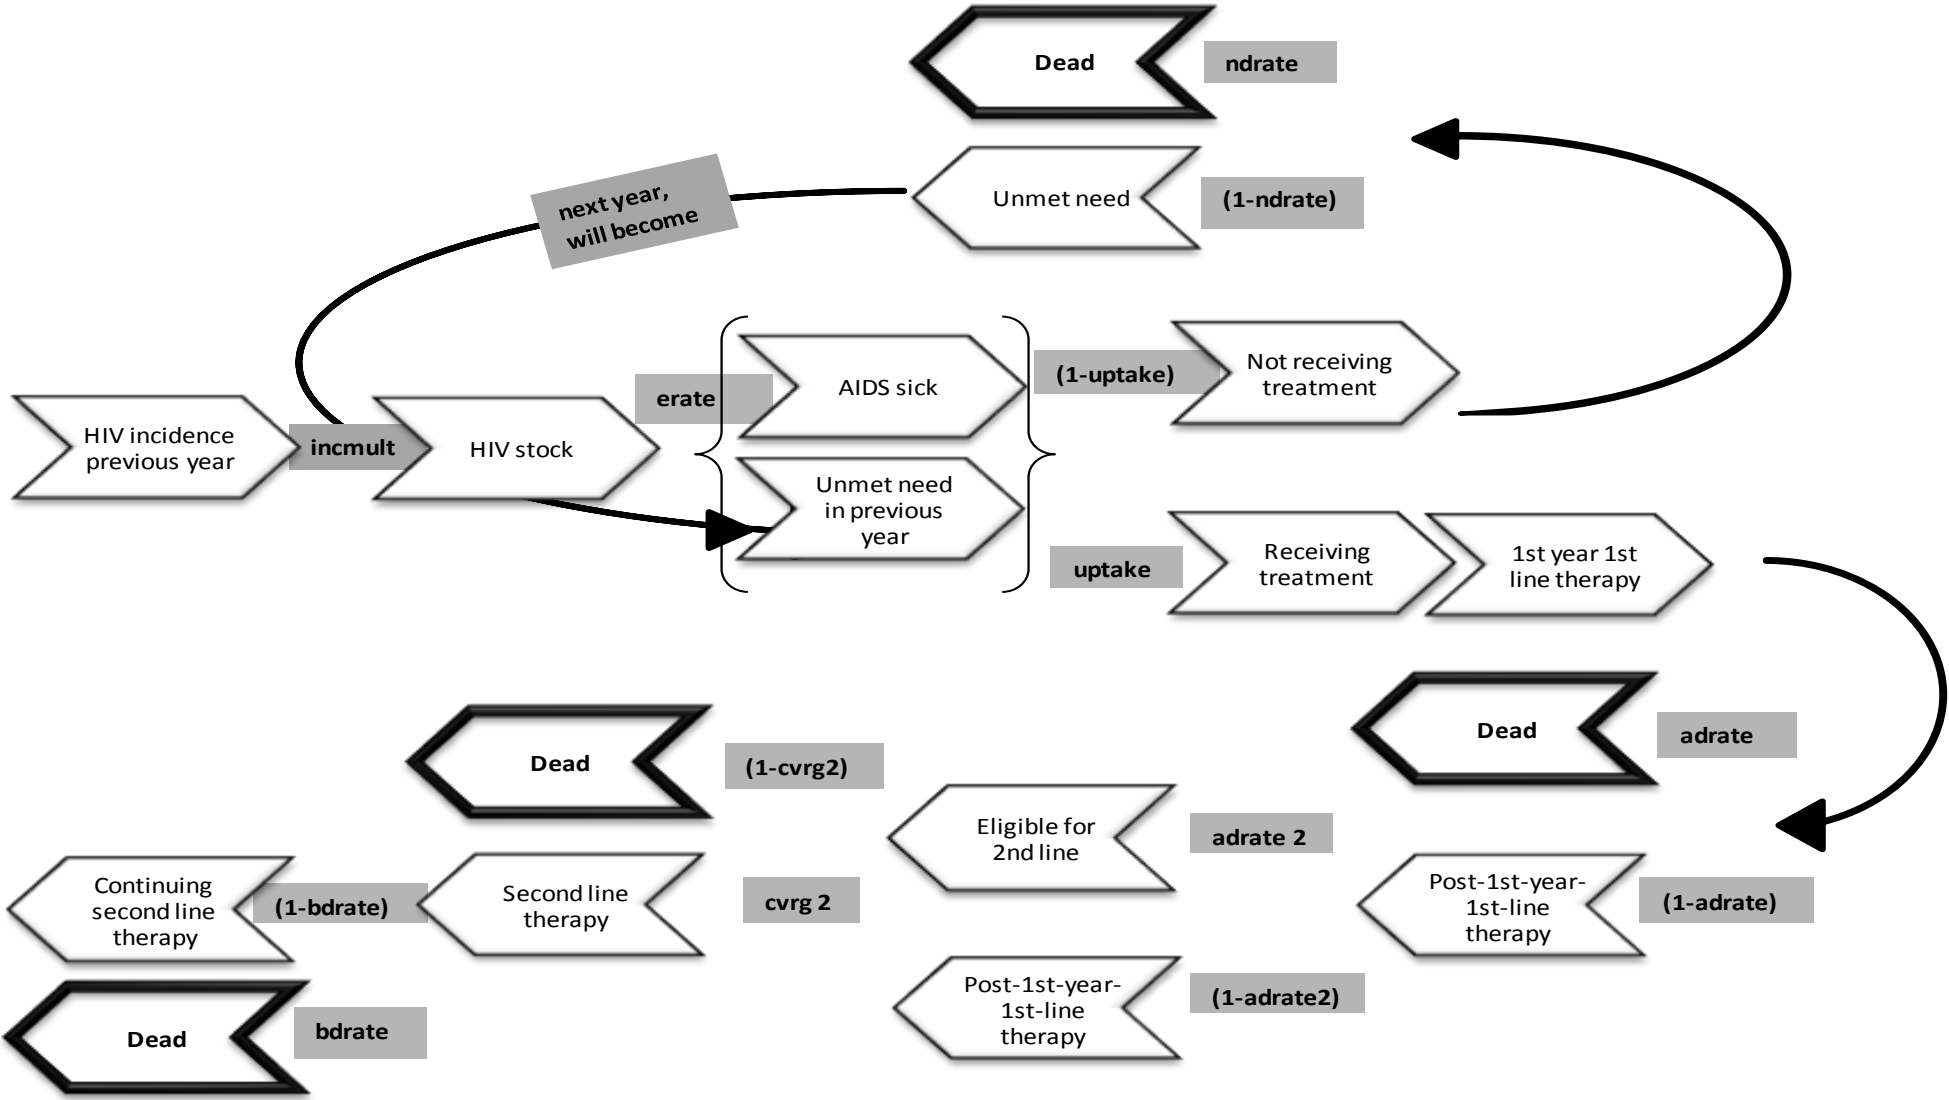 Dead
ndrate
next year,
will become
Unmet need
(1-ndrate)
HIV incidence
previous year
incmult
HIV stock
erate
AIDS sick
(1-uptake)
Not receiving
treatment
Unmet need
in previous
year
uptake
Receiving
treatment
1st year 1st
line therapy
Dead
adrate
Dead
(1-cvrg2)
Eligible for
2nd line
adrate 2
Post-1st-year-
1st-line
therapy
(1-adrate)
Continuing
second line
therapy
(1-bdrate)
Second line
therapy
cvrg 2
Post-1st-year-
1st-line
therapy
(1-adrate2)
Dead
bdrate